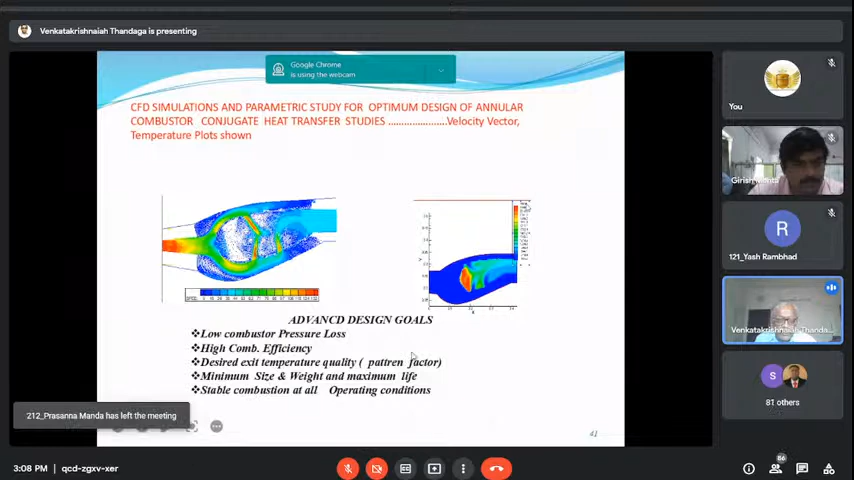 Venkatakrishnaiah Thandaga is presenting
Google Chrome
is using the webcam
CFD SIMULATIONS AND PARAMETRIC STUDY FOR OPTIMUM DESIGN OF ANNULAR
COMBUSTOR CONJUGATE HEAT TRANSFER STUDIES .......................Velocity Vector,
Temperature Plots shown
ADVANCD DESIGN GOALS
❖Low combustor Pressure Loss
❖High Comb. Efficiency
❖Desired exit temperature quality ( pattren factor)
❖Minimum Size & Weight and maximum life
❖Stable combustion at all Operating conditions
41
You
R
121_Yash Rambhad
Venkatakrishnaiah Thanda...
S
81 others
212_Prasanna Manda has left the meeting
3:08 PM | qcd-zgxv-xer
86